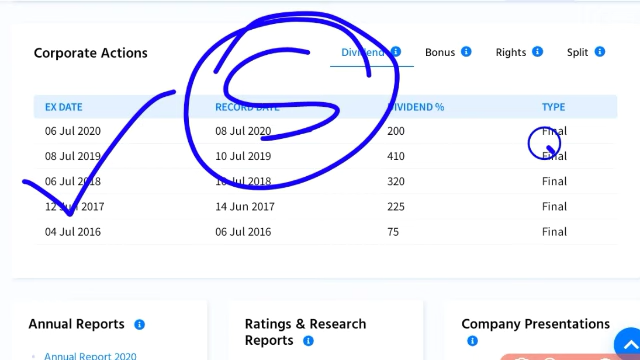 Corporate Actions
Dividend Bonus Rights Split
EX DATE RECORD DATE DIVIDEND % TYPE
06 Jul 2020 08 Jul 2020 200 Final
08 Jul 2019 10 Jul 2019 410 Final
06 Jul 2018 10 Jul 2018 320 Final
12 Jun 2017 14 Jun 2017 225 Final
04 Jul 2016 06 Jul 2016 75 Final
S
Annual Reports
Ratings & Research
Reports
Company Presentations
Annual Report 2020